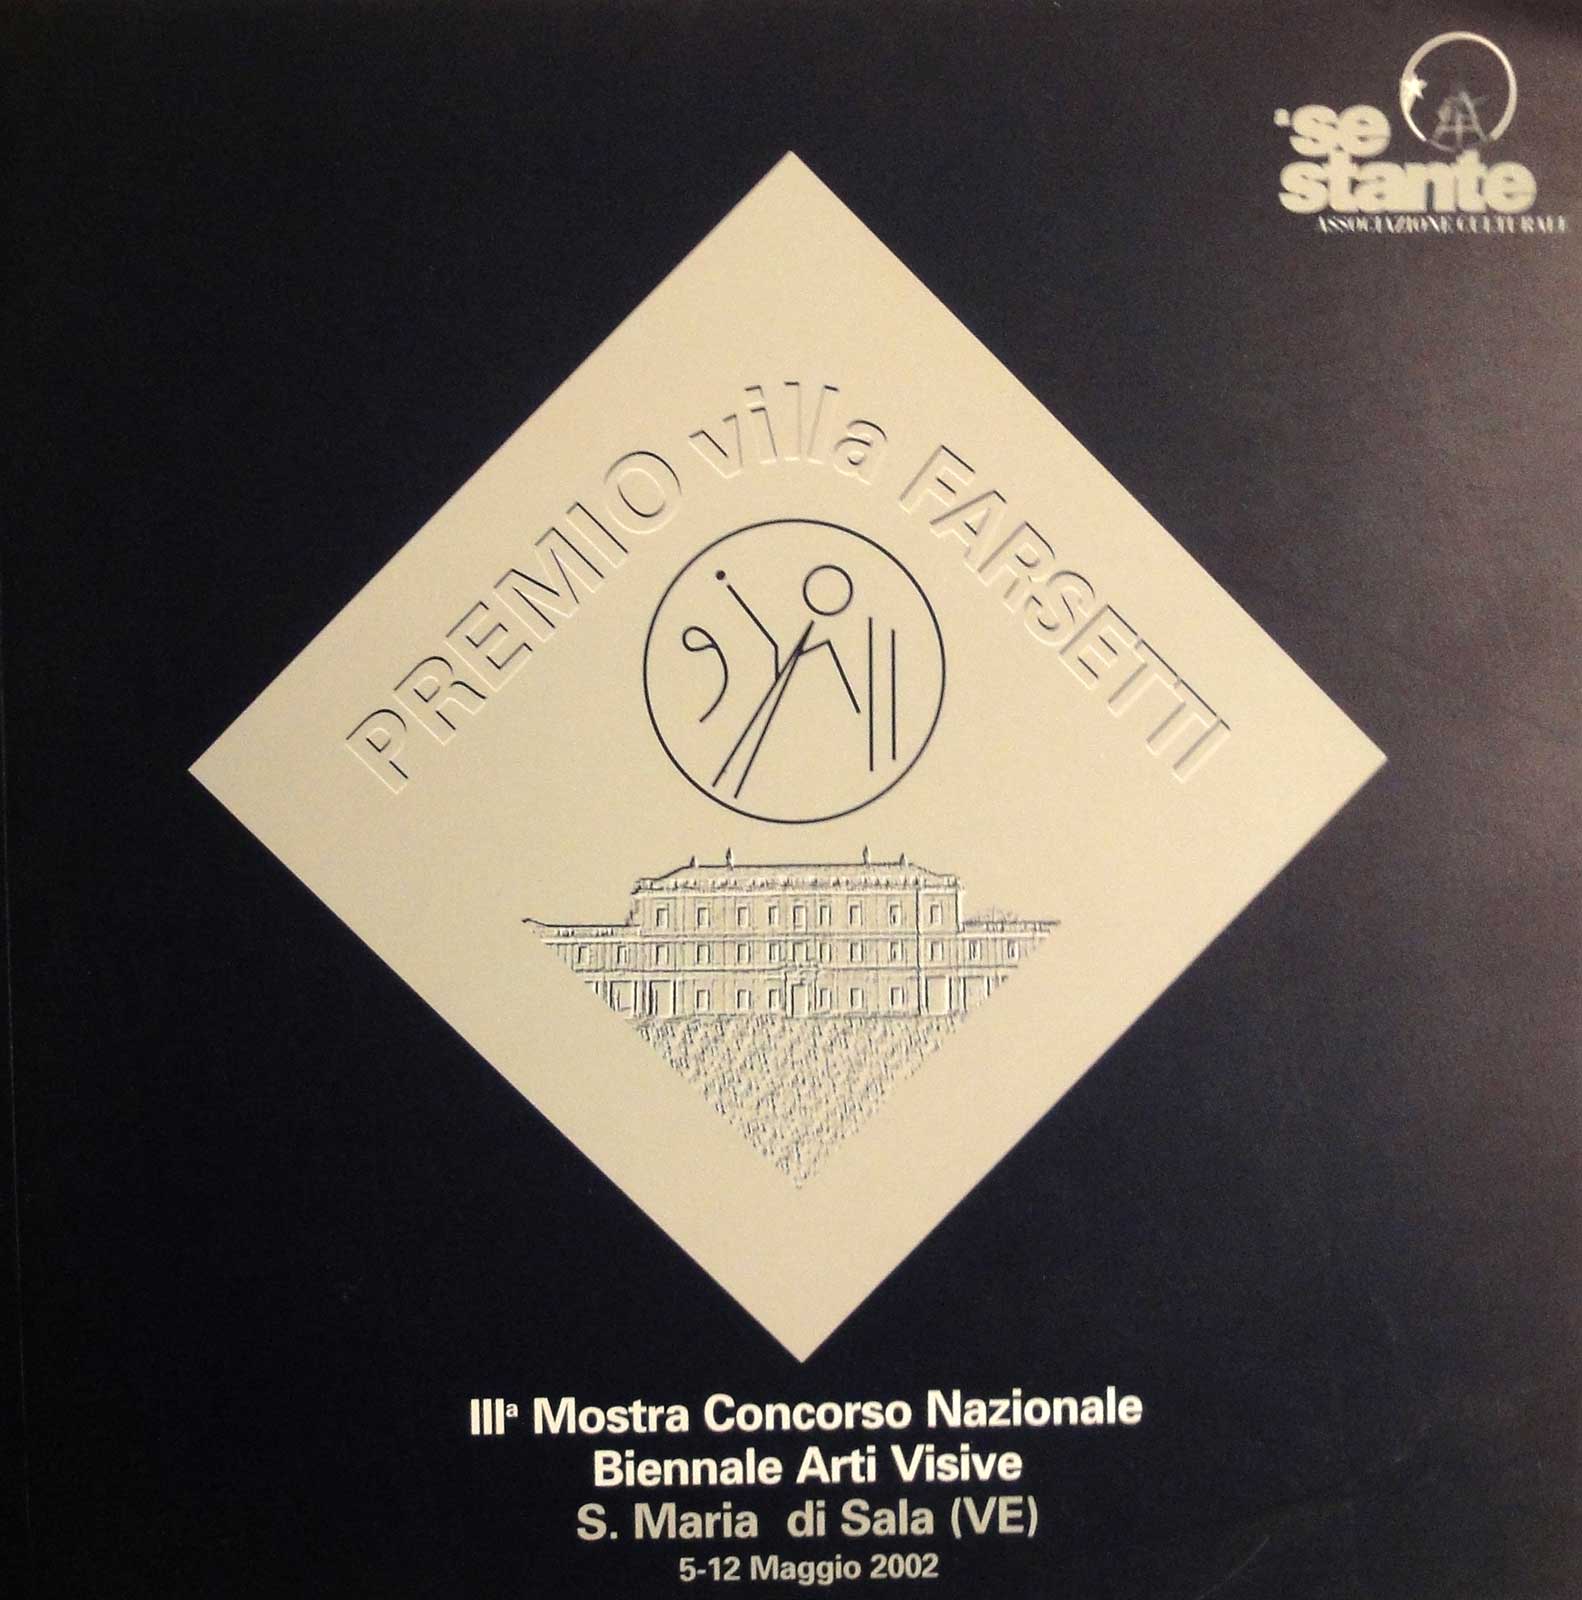 a se
stante
ASSOCIAZIONE CULTURALE
PREMIO villa FARSETTI
IIIª Mostra Concorso Nazionale
Biennale Arti Visive
S. Maria di Sala (VE)
5-12 Maggio 2002